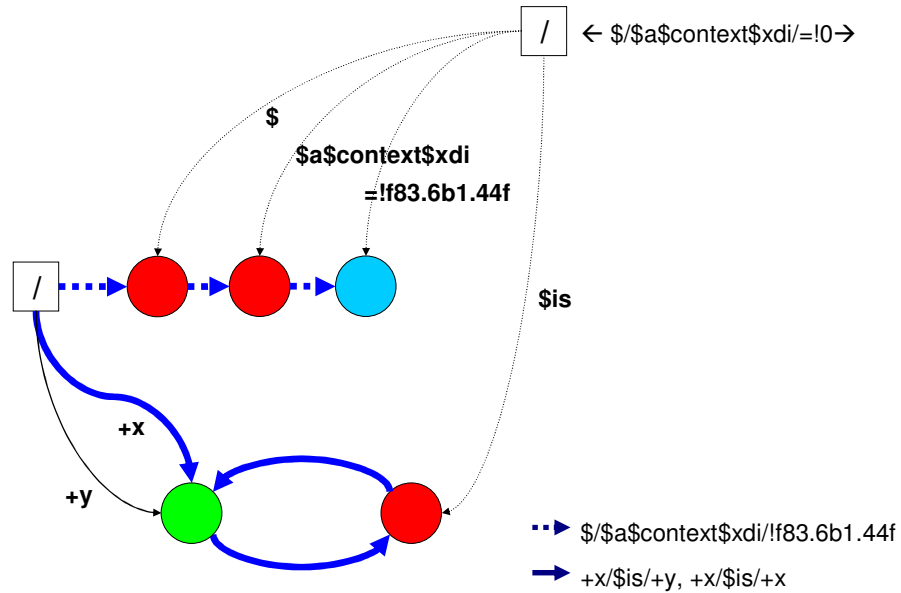 /
← $/$a$context$xdi/=!0→
$
$a$context$xdi
=!f83.6b1.44f
/
$is
+x
+y
$/$a$context$xdi/!f83.6b1.44f
+x/$is/+y, +x/$is/+x